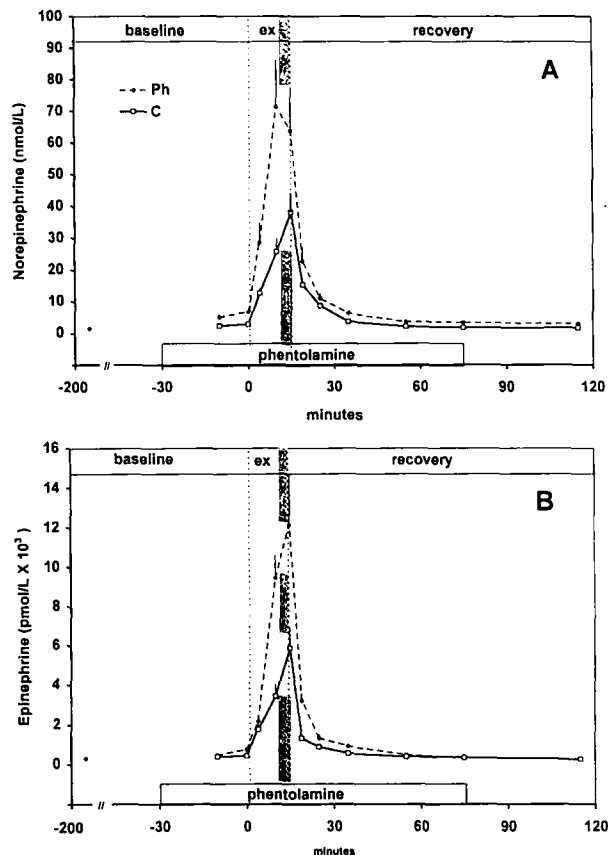 100
baseline ex recovery
90
A
80
Ph
C
70
60
50
40
30
20
10
0
Norepinephrine (nmol/L)
phentolamine
-200 // -30 0 30 60 90 120
minutes
16
baseline ex recovery
14
B
12
10
8
6
4
2
0
Epinephrine (pmol/L X 10³)
phentolamine
-200 // -30 0 30 60 90 120
minutes